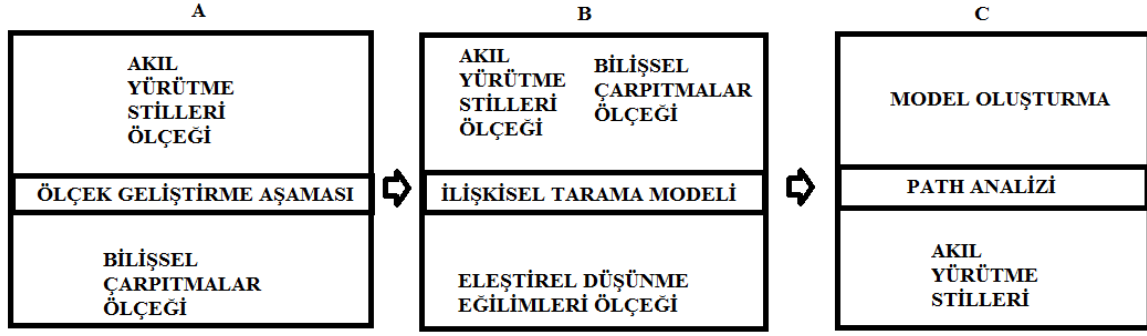 A
AKIL
YÜRÜTME
STİLLERİ
ÖLÇEĞİ
ÖLÇEK GELİŞTİRME AŞAMASI
BİLİŞSEL
ÇARPITMALAR
ÖLÇEĞİ
B
AKIL
YÜRÜTME
STİLLERİ
ÖLÇEĞİ
BİLİŞSEL
ÇARPITMALAR
ÖLÇEĞİ
İLİŞKİSEL TARAMA MODELİ
ELEŞTİREL DÜŞÜNME
EĞİLİMLERİ ÖLÇEĞİ
C
MODEL OLUŞTURMA
PATH ANALİZİ
AKIL
YÜRÜTME
STİLLERİ